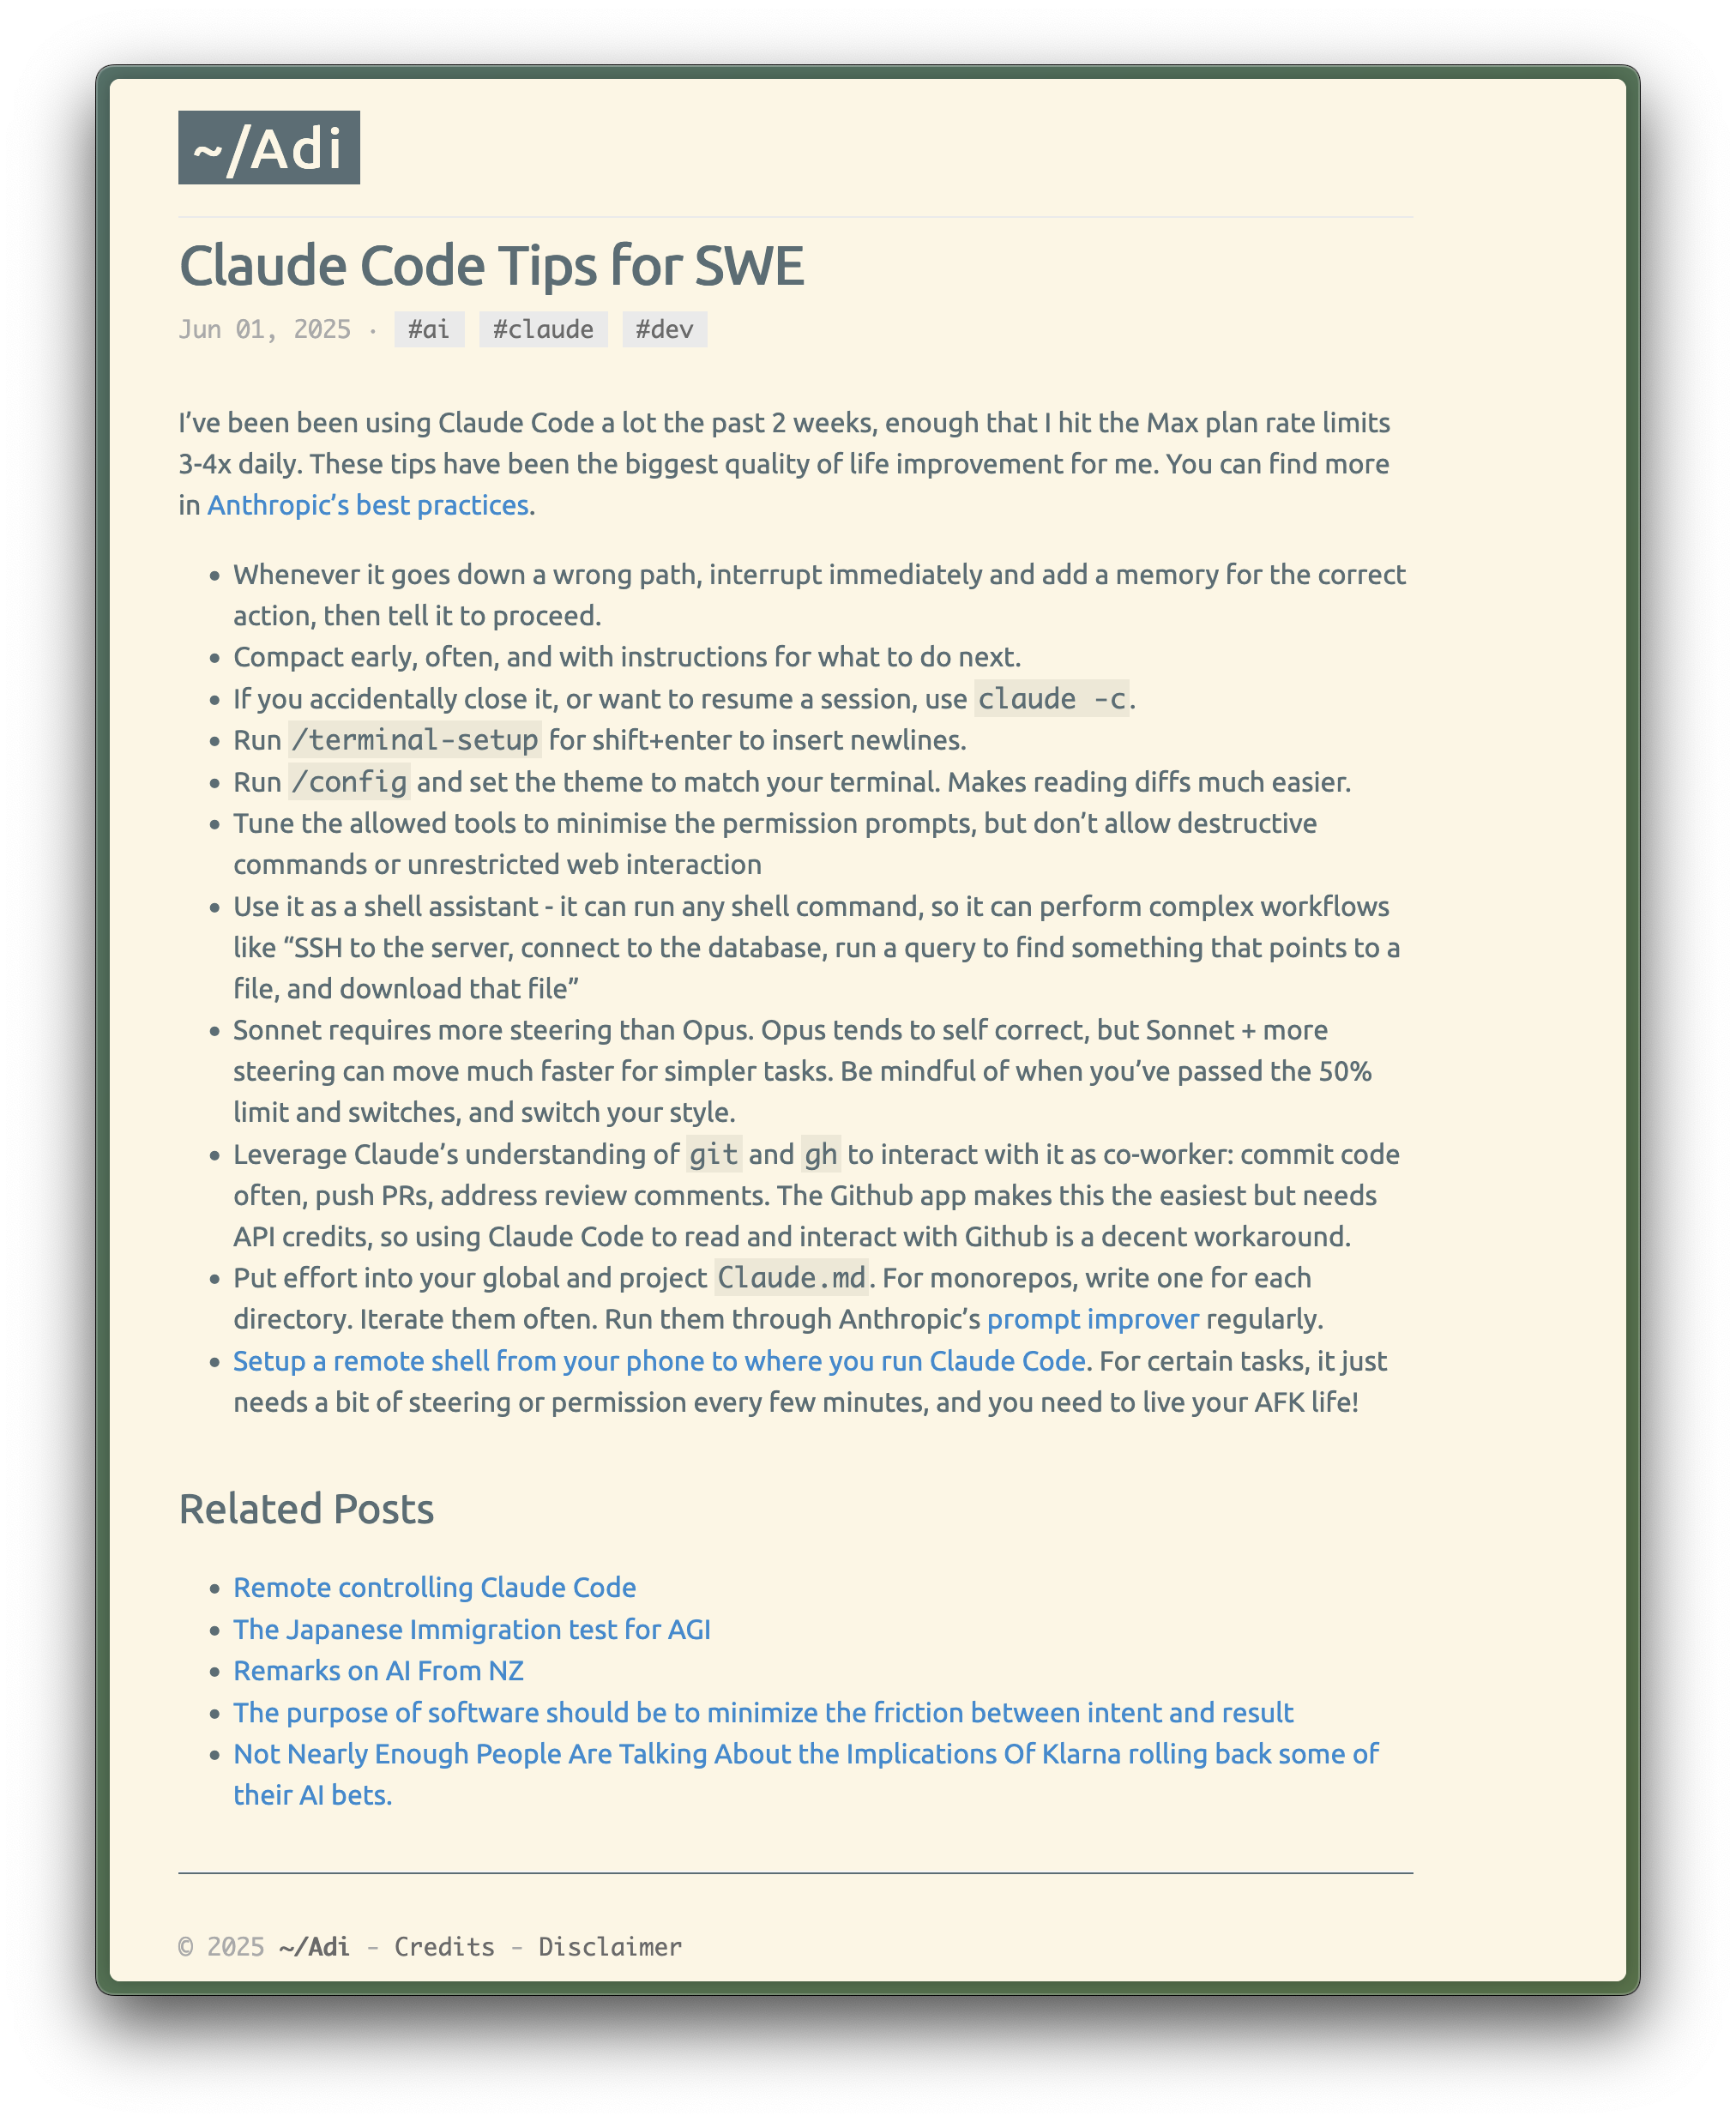 ~/Adi
Claude Code Tips for SWE
Jun 01, 2025 · #ai #claude #dev
I’ve been been using Claude Code a lot the past 2 weeks, enough that I hit the Max plan rate limits
3-4x daily. These tips have been the biggest quality of life improvement for me. You can find more
in Anthropic’s best practices.
• Whenever it goes down a wrong path, interrupt immediately and add a memory for the correct
action, then tell it to proceed.
• Compact early, often, and with instructions for what to do next.
• If you accidentally close it, or want to resume a session, use claude -c.
• Run /terminal-setup for shift+enter to insert newlines.
• Run /config and set the theme to match your terminal. Makes reading diffs much easier.
• Tune the allowed tools to minimise the permission prompts, but don’t allow destructive
commands or unrestricted web interaction
• Use it as a shell assistant - it can run any shell command, so it can perform complex workflows
like “SSH to the server, connect to the database, run a query to find something that points to a
file, and download that file”
• Sonnet requires more steering than Opus. Opus tends to self correct, but Sonnet + more
steering can move much faster for simpler tasks. Be mindful of when you’ve passed the 50%
limit and switches, and switch your style.
• Leverage Claude’s understanding of git and gh to interact with it as co-worker: commit code
often, push PRs, address review comments. The Github app makes this the easiest but needs
API credits, so using Claude Code to read and interact with Github is a decent workaround.
• Put effort into your global and project Claude.md. For monorepos, write one for each
directory. Iterate them often. Run them through Anthropic’s prompt improver regularly.
• Setup a remote shell from your phone to where you run Claude Code. For certain tasks, it just
needs a bit of steering or permission every few minutes, and you need to live your AFK life!
Related Posts
• Remote controlling Claude Code
• The Japanese Immigration test for AGI
• Remarks on AI From NZ
• The purpose of software should be to minimize the friction between intent and result
• Not Nearly Enough People Are Talking About the Implications Of Klarna rolling back some of
their AI bets.
© 2025 ~/Adi - Credits - Disclaimer